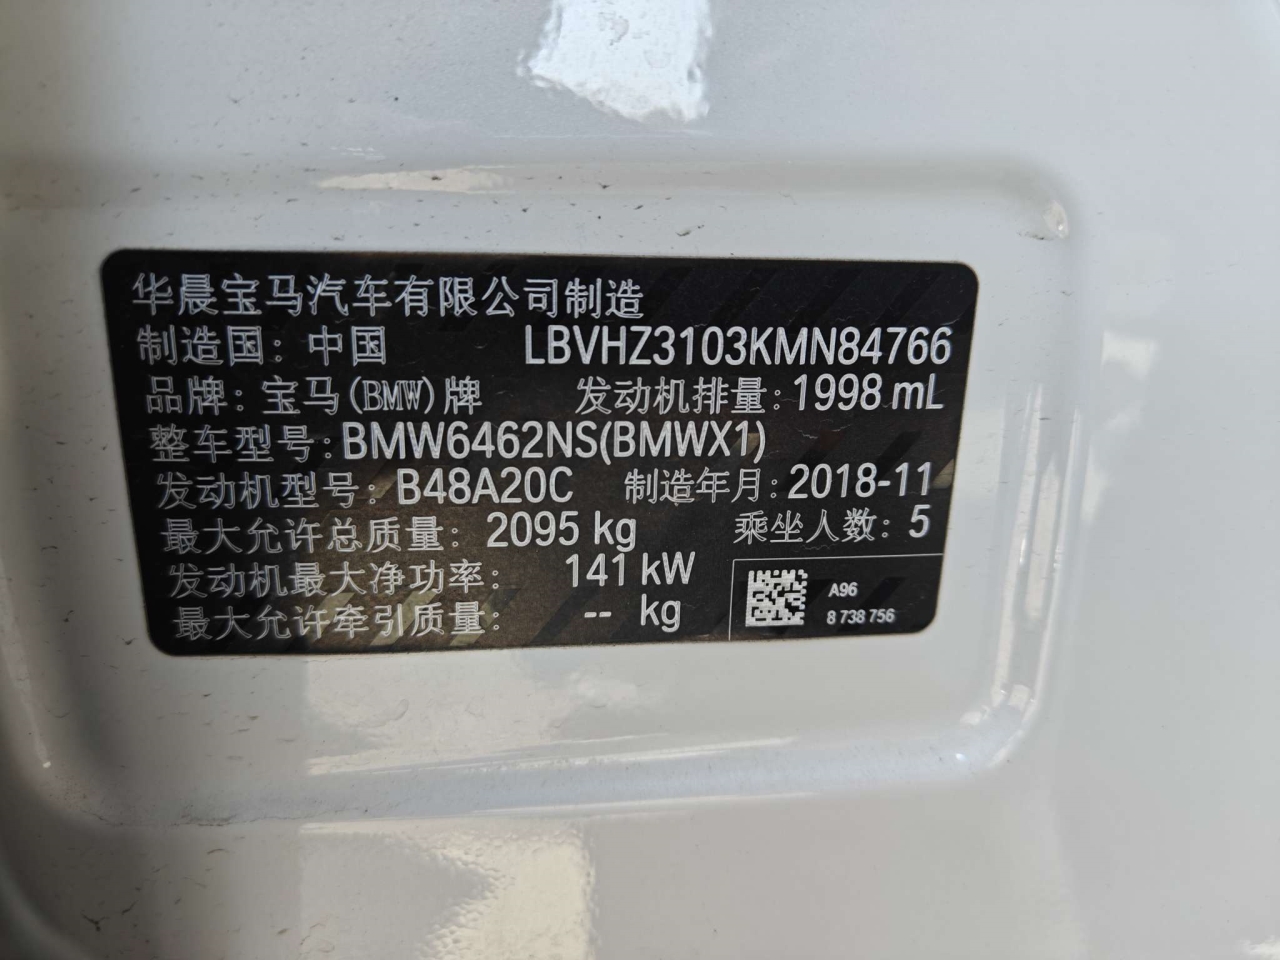 华晨宝马汽车有限公司制造
制造国: 中国 LBVHZ3103KMN84766
品牌: 宝马(BMW)牌 发动机排量: 1998 mL
整车型号: BMW6462NS(BMWX1)
发动机型号: B48A20C 制造年月: 2018-11
最大允许总质量: 2095 kg 乘坐人数: 5
发动机最大净功率: 141 kW
最大允许牵引质量: -- kg
A96
8 738 756